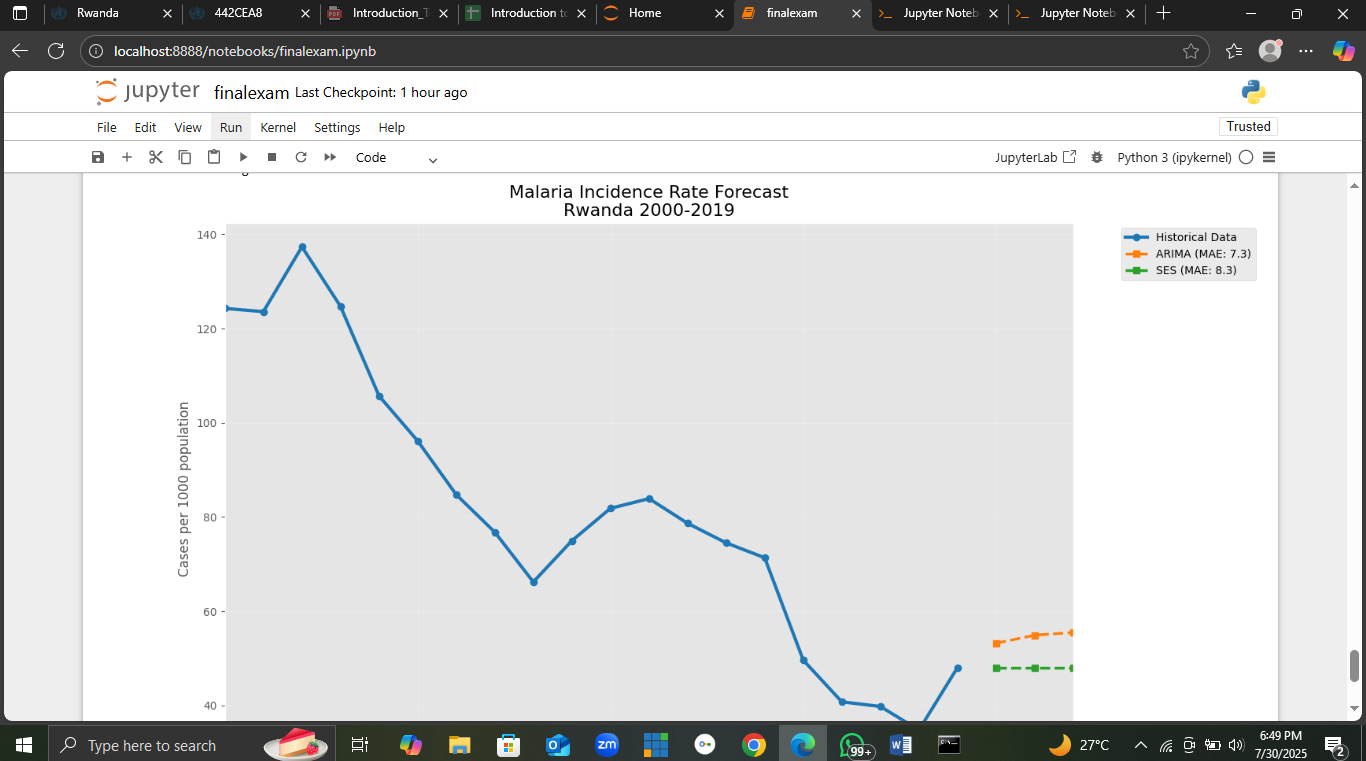 Rwanda
442CEA8
Introduction_T
Introduction to
Home
finalexam
Jupyter Noteb
Jupyter Noteb
localhost:8888/notebooks/finalexam.ipynb
jupyter finalexam Last Checkpoint: 1 hour ago
File Edit View Run Kernel Settings Help
Trusted
Code
JupyterLab
Python 3 (ipykernel)
Malaria Incidence Rate Forecast
Rwanda 2000-2019
Cases per 1000 population
140
120
100
80
60
40
Historical Data
ARIMA (MAE: 7.3)
SES (MAE: 8.3)
Type here to search
zm
99+
27°C
6:49 PM
7/30/2025
2